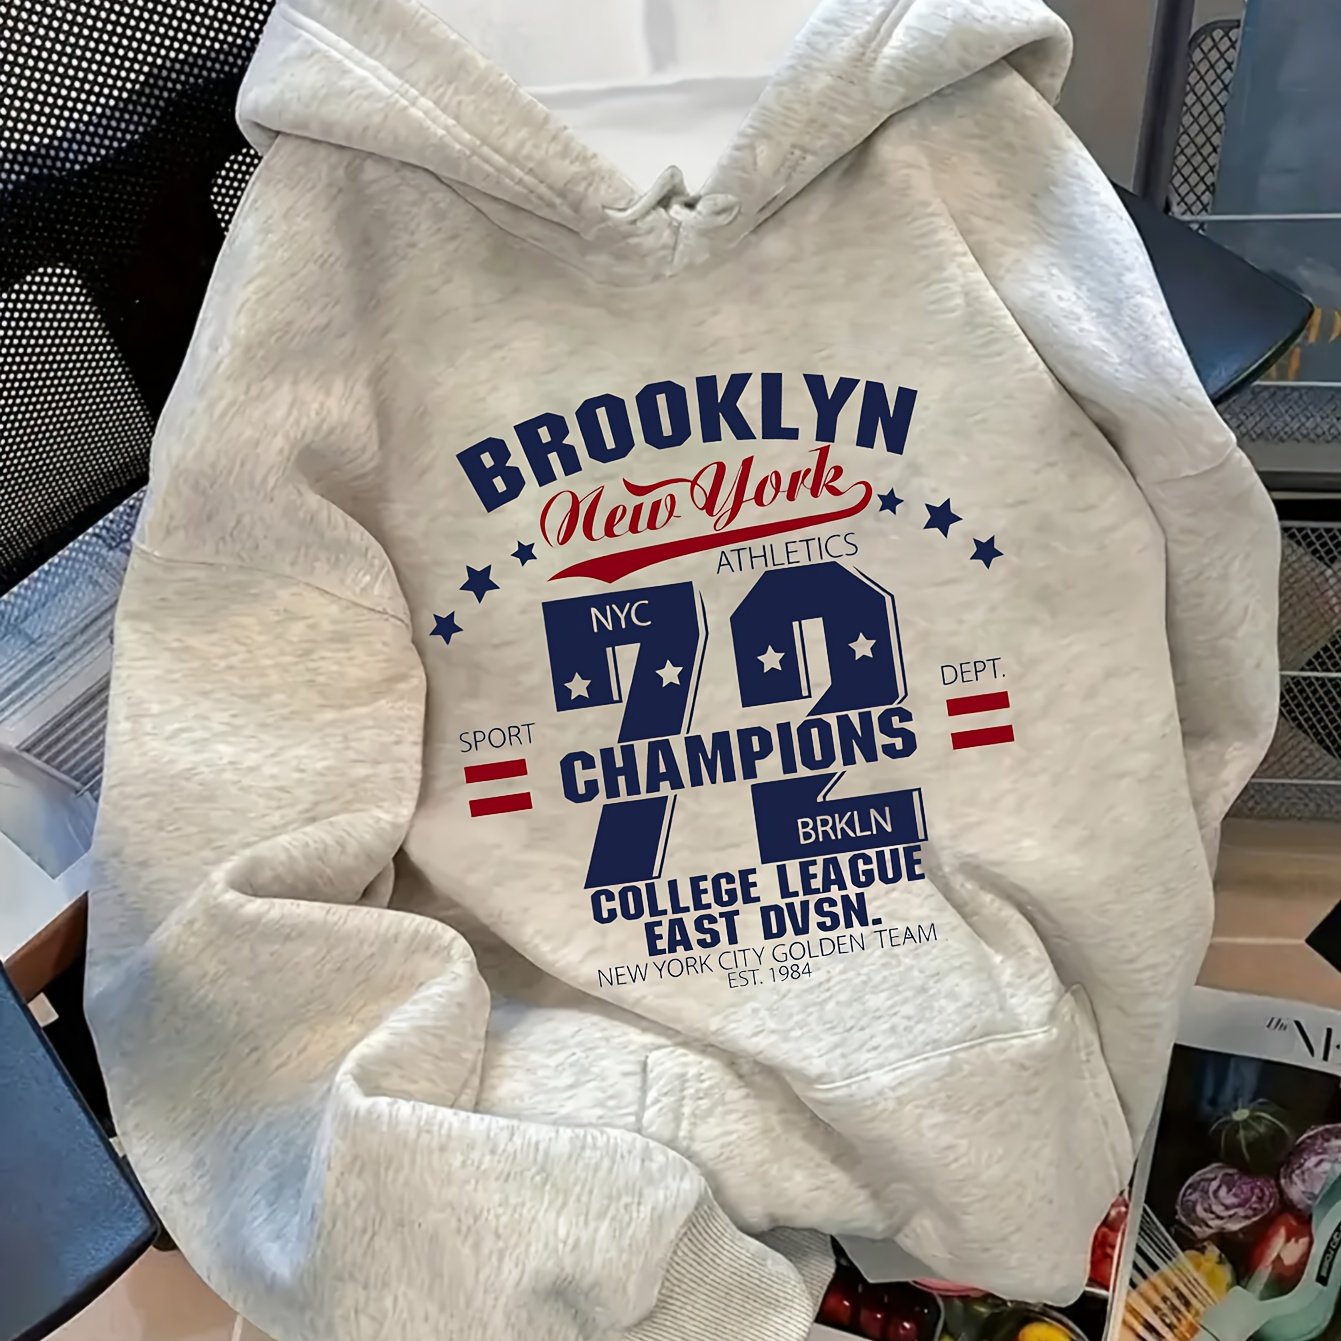 BROOKLYN
New York
ATHLETICS
NYC
72
DEPT.
SPORT
CHAMPIONS
BRKLN
COLLEGE LEAGUE
EAST DVSN.
NEW YORK CITY GOLDEN TEAM
EST. 1984